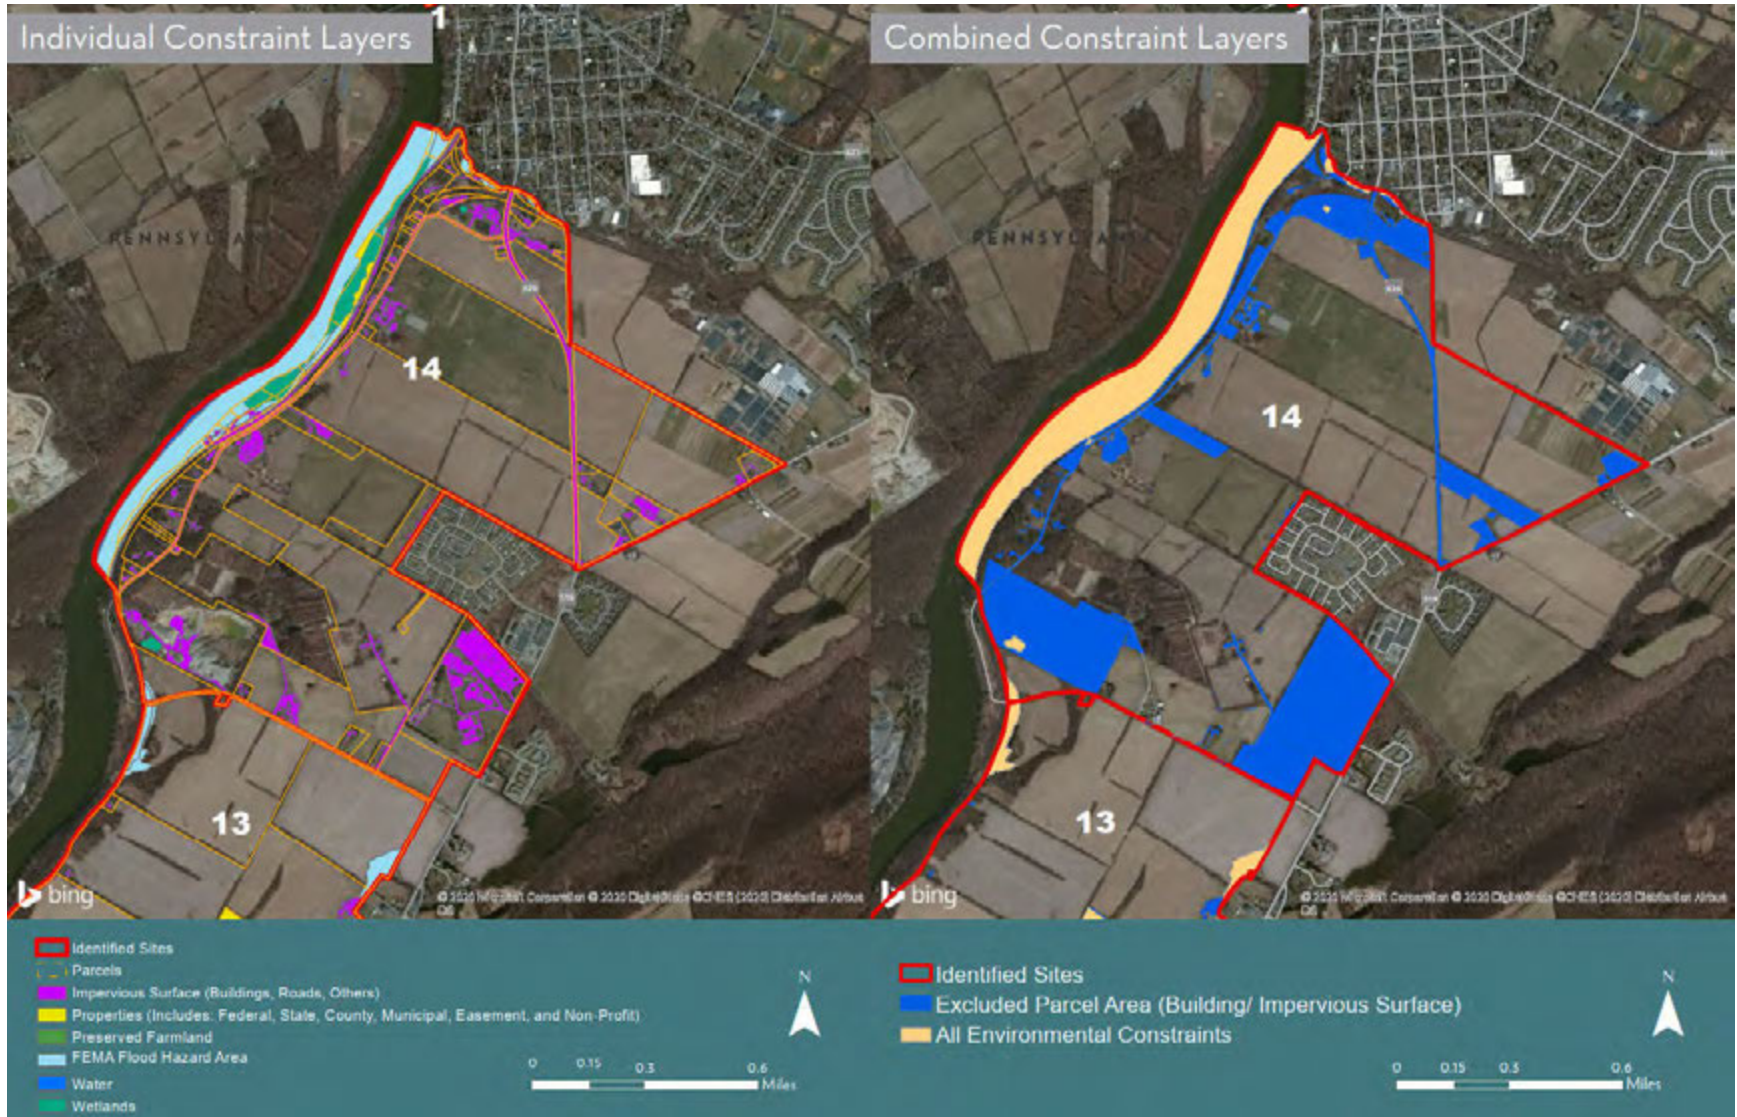 Individual Constraint Layers
1
PENNSYLVAN
14
13
bing
Identified Sites
Parcels
Impervious Surface (Buildings, Roads, Others)
Properties (Includes: Federal, State, County, Municipal, Easement, and Non-Profit)
Preserved Farmland
FEMA Flood Hazard Area
Water
Wetlands
N
0 0.15 0.3 0.6
Miles
Combined Constraint Layers
1
PENNSYLVANIA
14
13
bing
Identified Sites
Excluded Parcel Area (Building/ Impervious Surface)
All Environmental Constraints
N
0 0.15 0.3 0.6
Miles